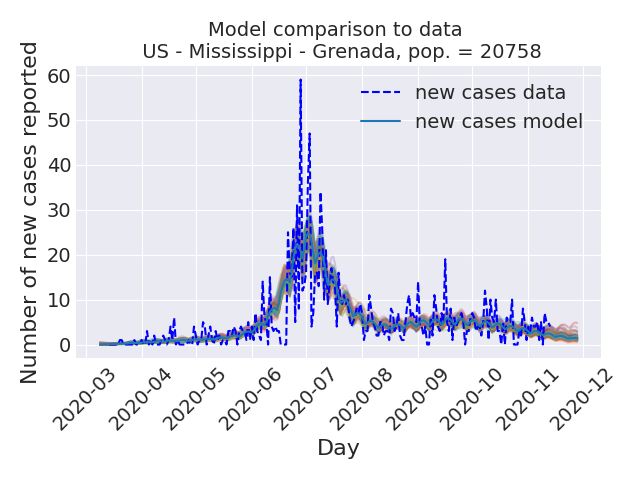 Model comparison to data
US - Mississippi - Grenada, pop. = 20758
Number of new cases reported
60
50
40
30
20
10
0
new cases data
new cases model
2020-03
2020-04
2020-05
2020-06
2020-07
2020-08
2020-09
2020-10
2020-11
2020-12
Day